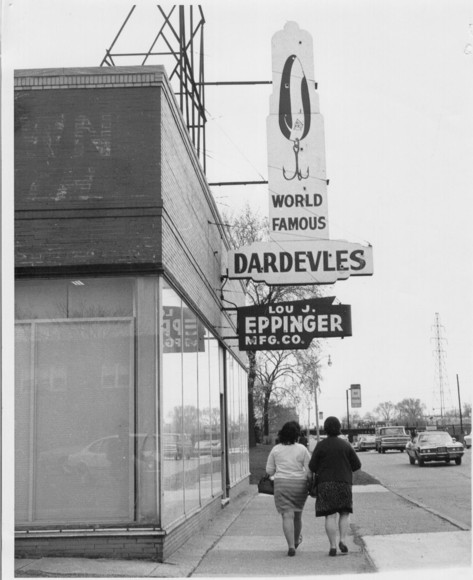 WORLD
FAMOUS
DARDEVLES
LOU J.
EPPINGER
MFG. CO.